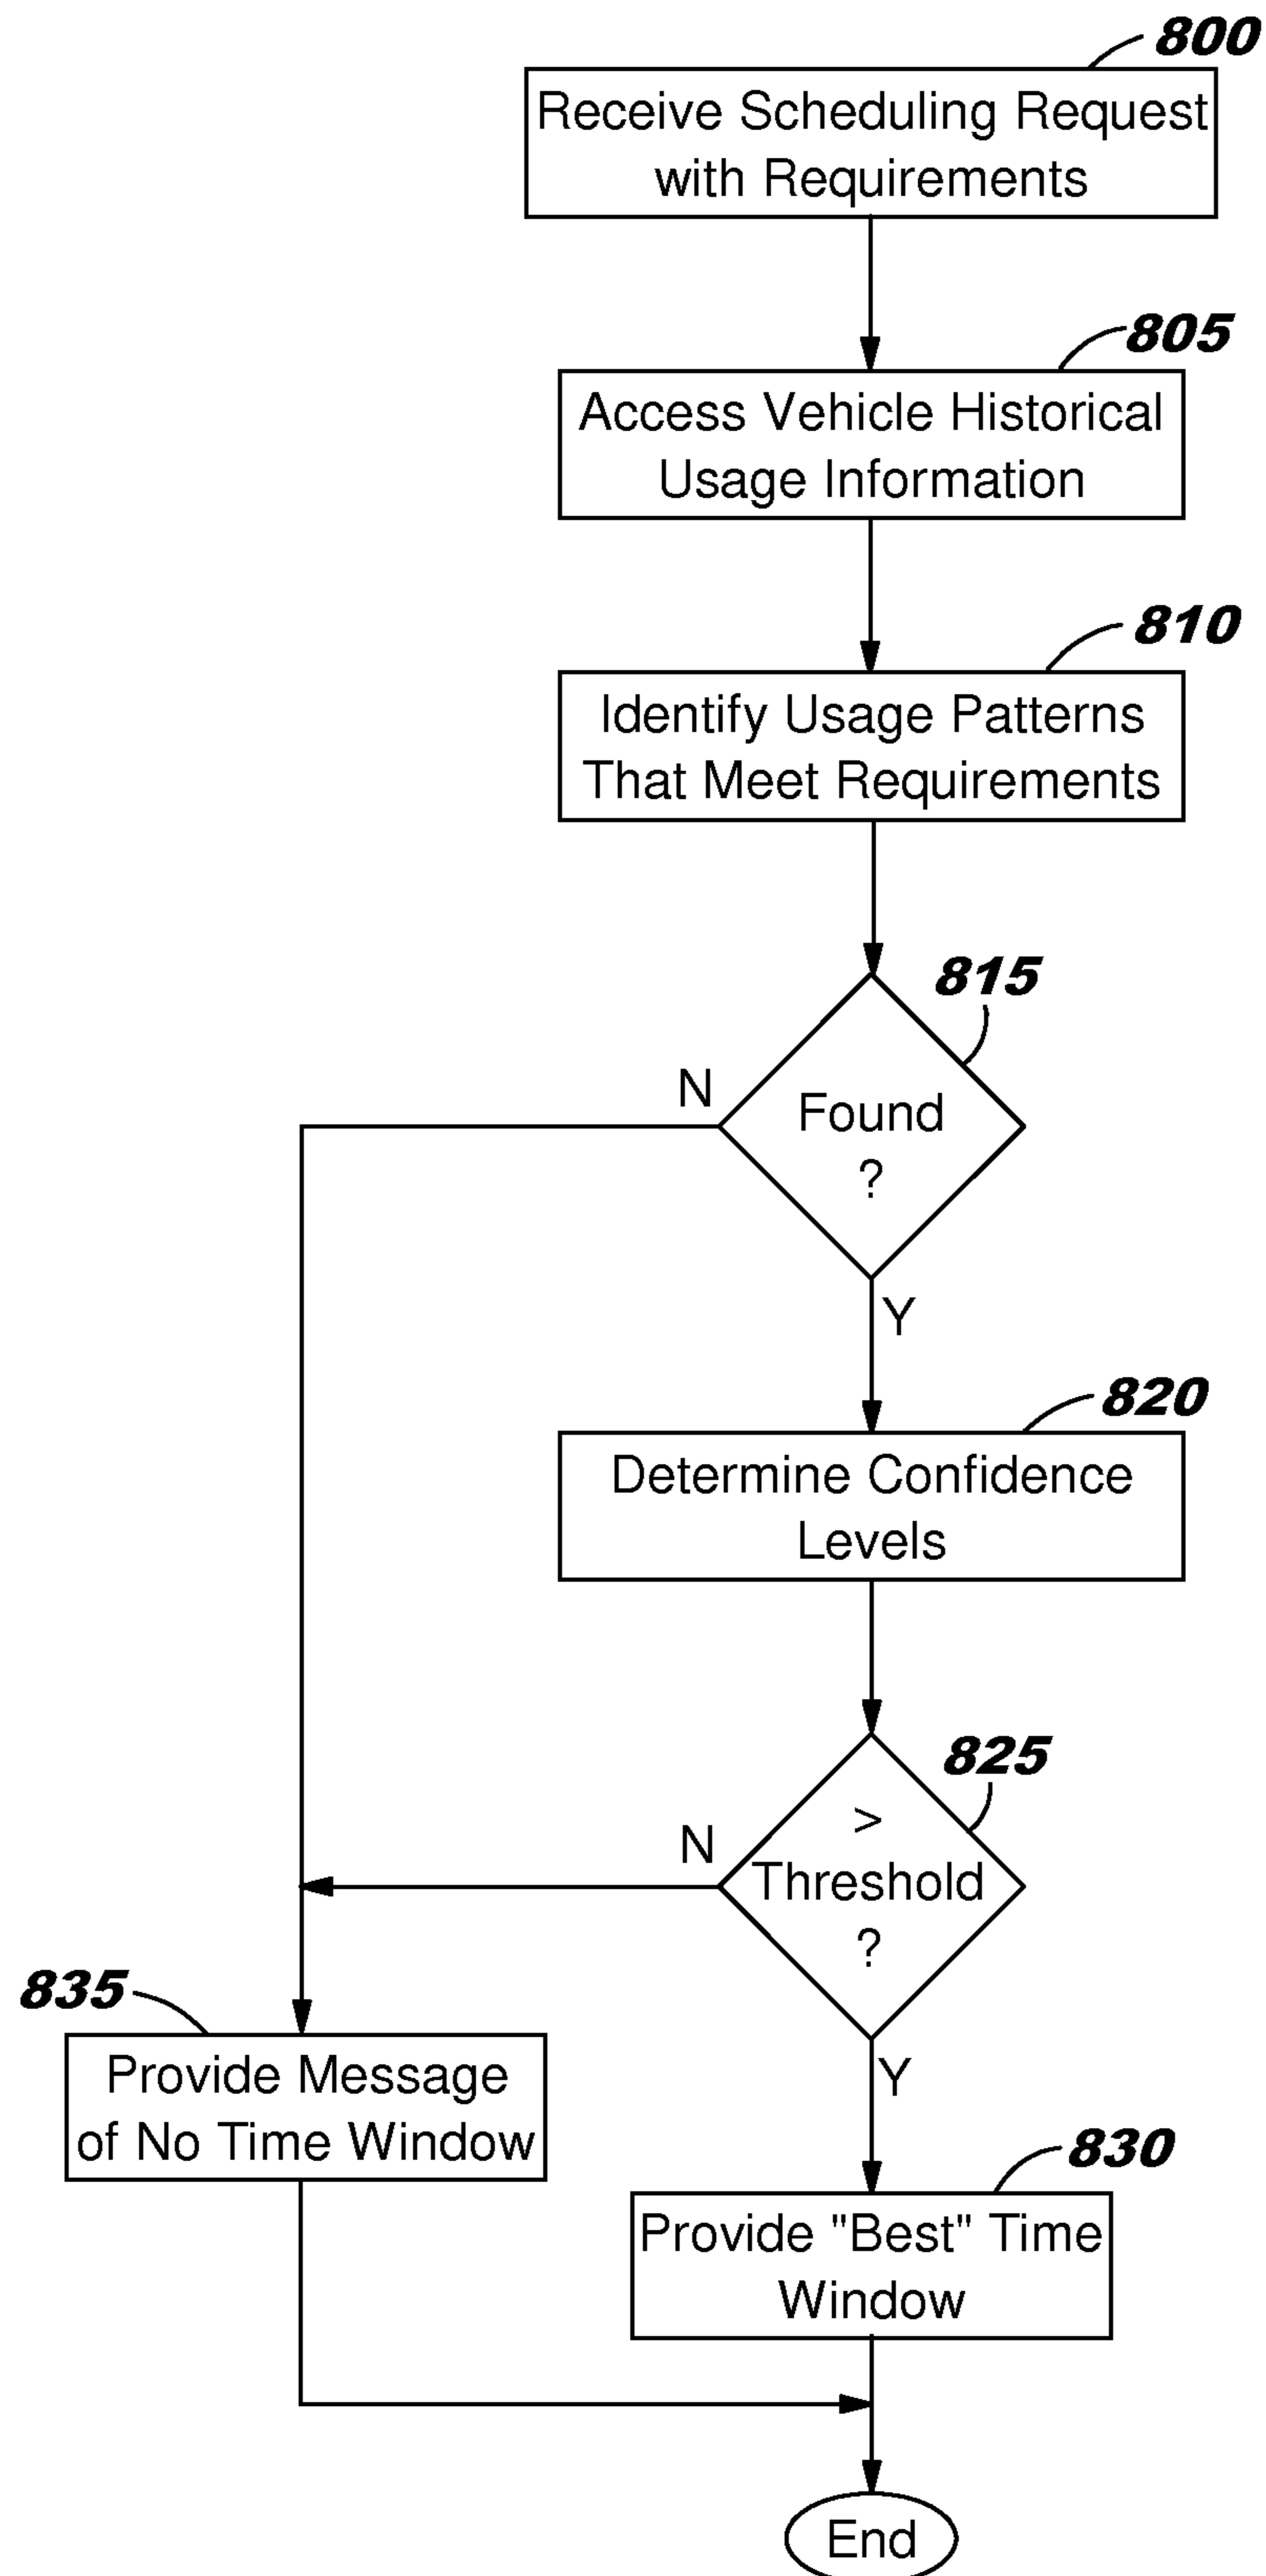 800
Receive Scheduling Request
with Requirements
805
Access Vehicle Historical
Usage Information
810
Identify Usage Patterns
That Meet Requirements
815
N
Found
?
Y
820
Determine Confidence
Levels
825
>
N
Threshold
?
835
Provide Message
of No Time Window
Y
830
Provide "Best" Time
Window
End